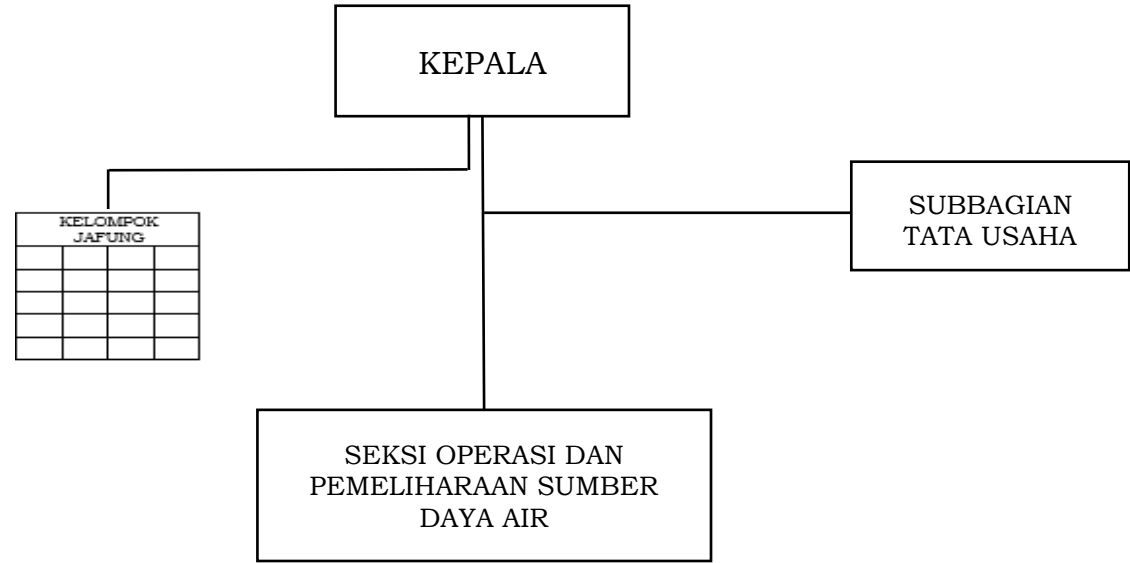 KEPALA
KELOMPOK
JAFUNG
SUBBAGIAN
TATA USAHA
SEKSI OPERASI DAN
PEMELIHARAAN SUMBER
DAYA AIR